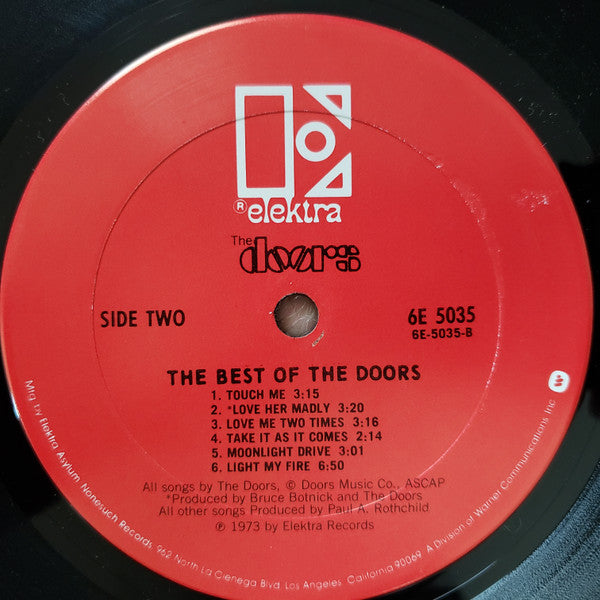 ® elektra
The doors
SIDE TWO
6E 5035
6E-5035-B
THE BEST OF THE DOORS
1. TOUCH ME 3:15
2. *LOVE HER MADLY 3:20
3. LOVE ME TWO TIMES 3:16
4. TAKE IT AS IT COMES 2:14
5. MOONLIGHT DRIVE 3:01
6. LIGHT MY FIRE 6:50
All songs by The Doors, © Doors Music Co., ASCAP
*Produced by Bruce Botnick and The Doors
All other songs Produced by Paul A. Rothchild
℗ 1973 by Elektra Records
Mfg. by Elektra Asylum Nonesuch Records, 962 North La Cienega Blvd. Los Angeles, California 90069. A Division of Warner Communications Inc.